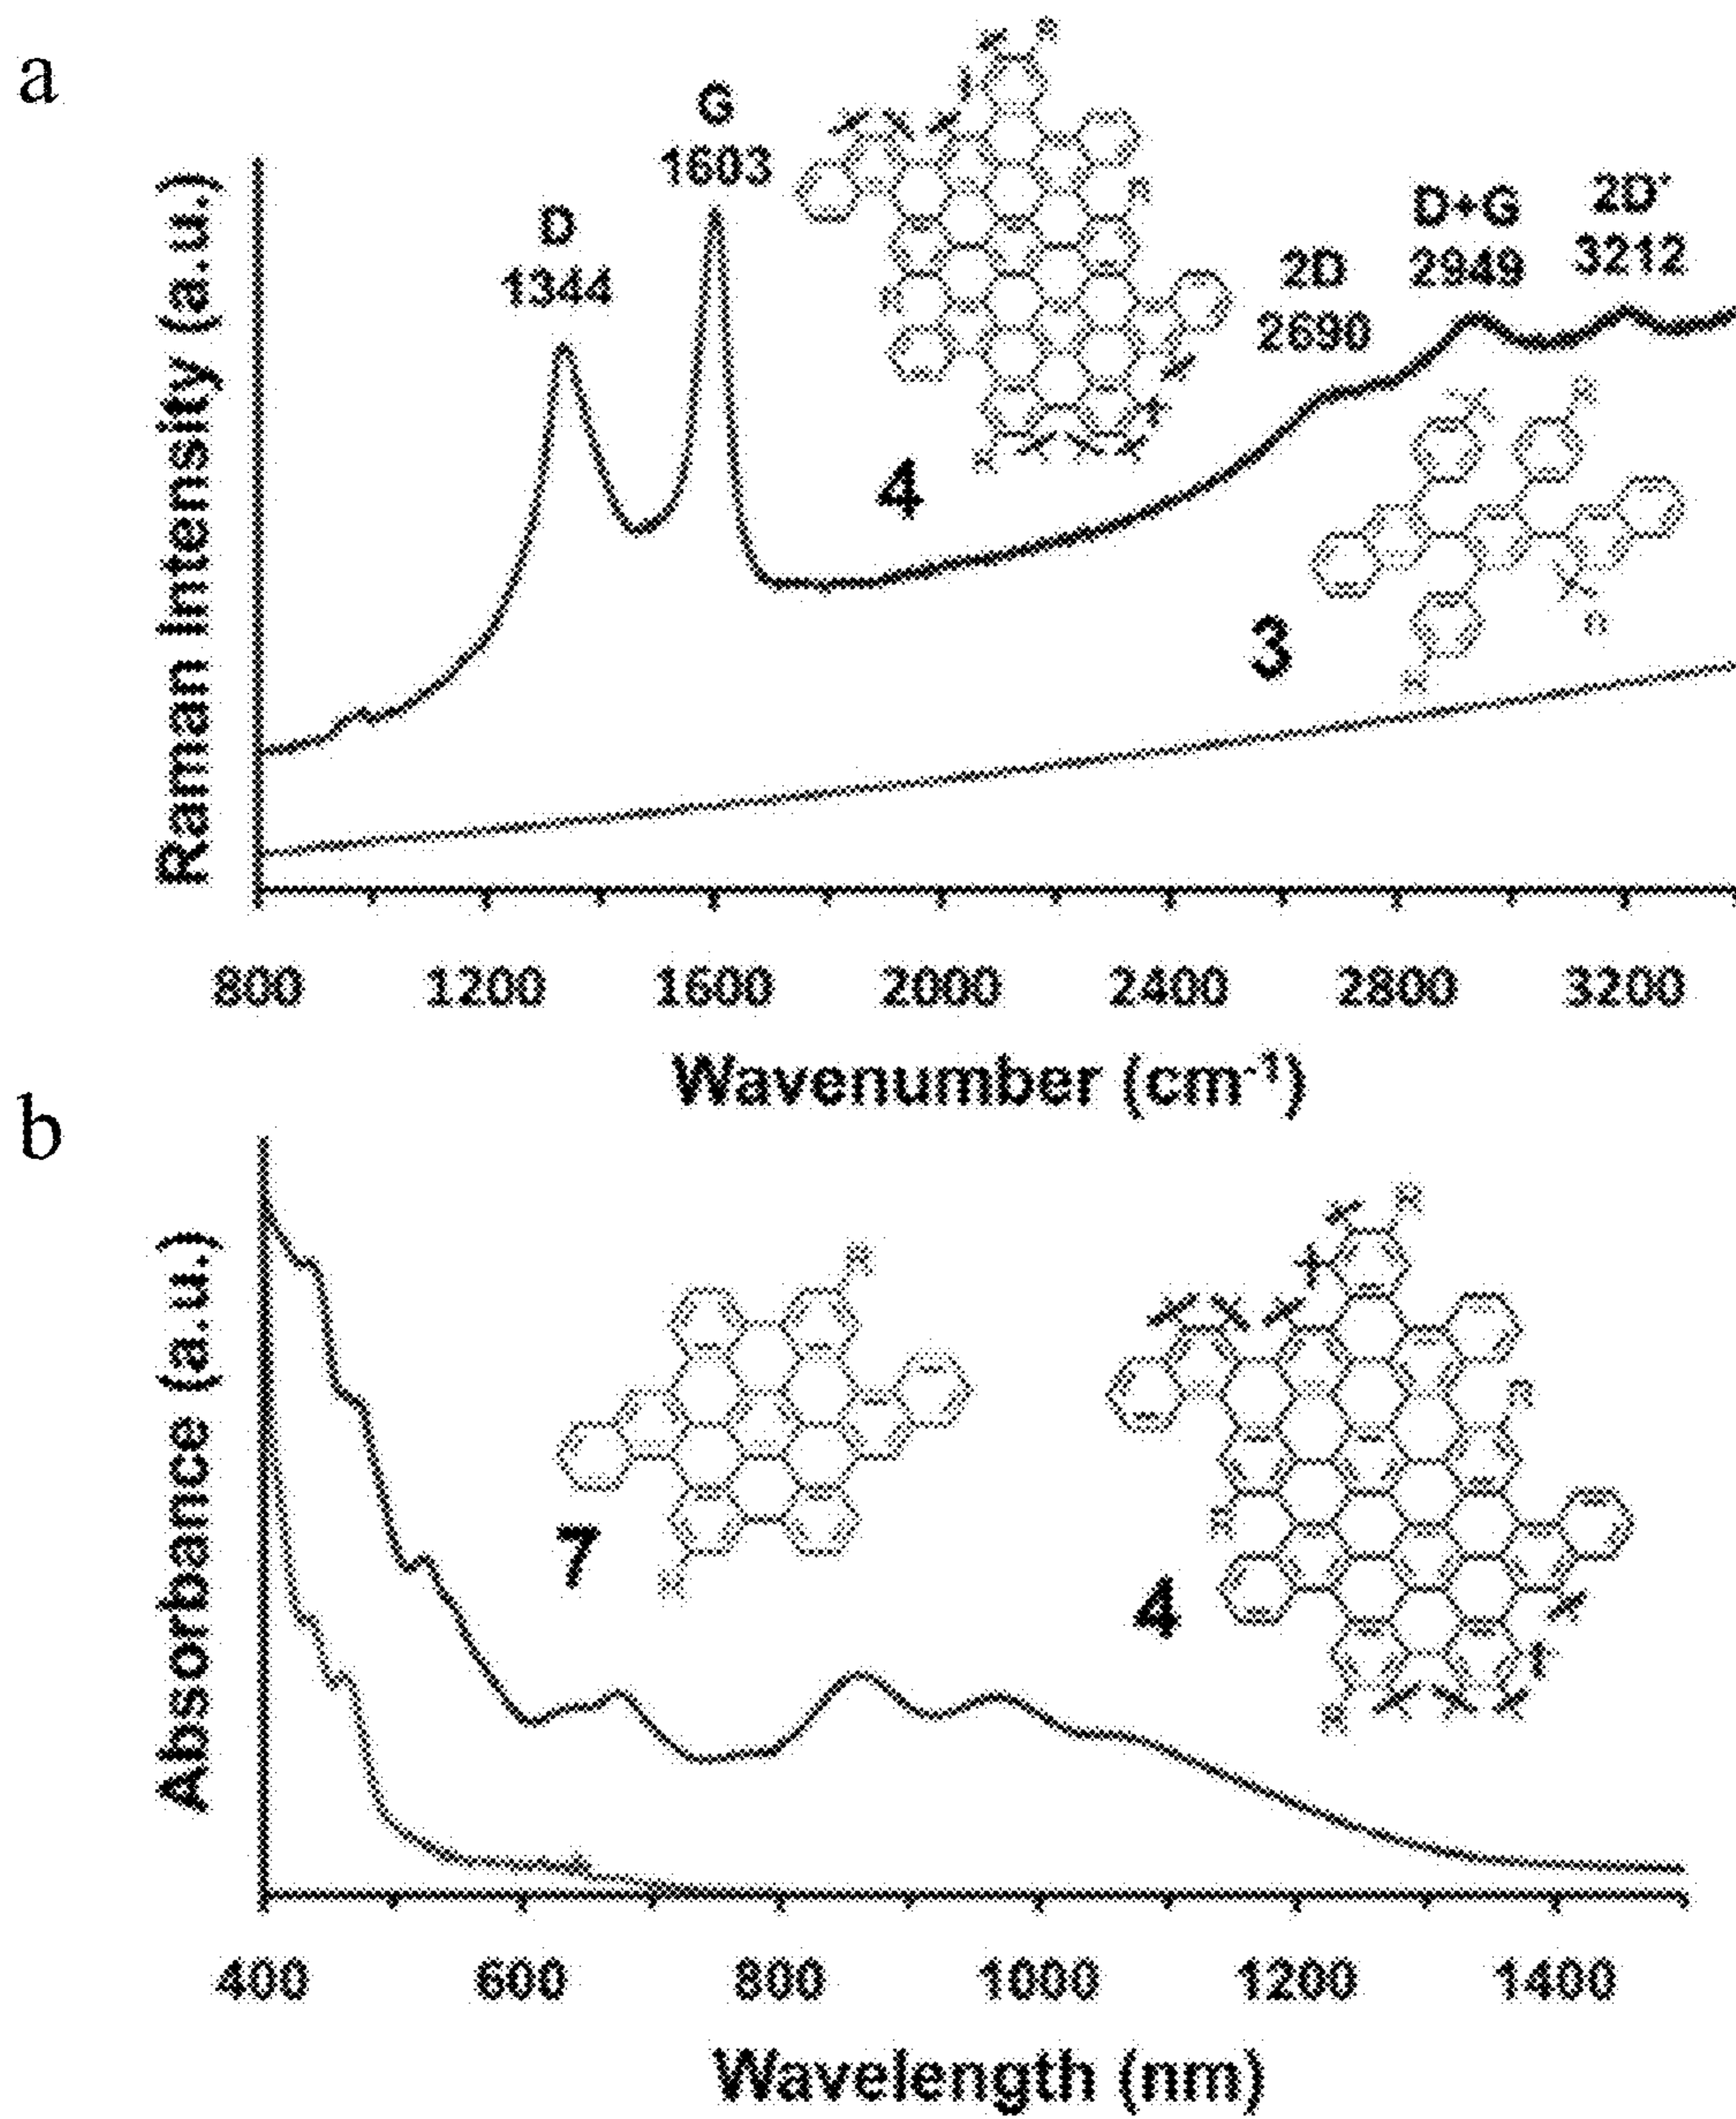 a
Raman Intensity (a.u.)
D
1344
G
1603
2D
2690
D+G
2949
2D'
3212
4
3
R
R
R
R
R
R
R
800 1200 1600 2000 2400 2800 3200
Wavenumber (cm-1)
b
Absorbance (a.u.)
7
4
R
R
R
R
R
R
400 600 800 1000 1200 1400
Wavelength (nm)